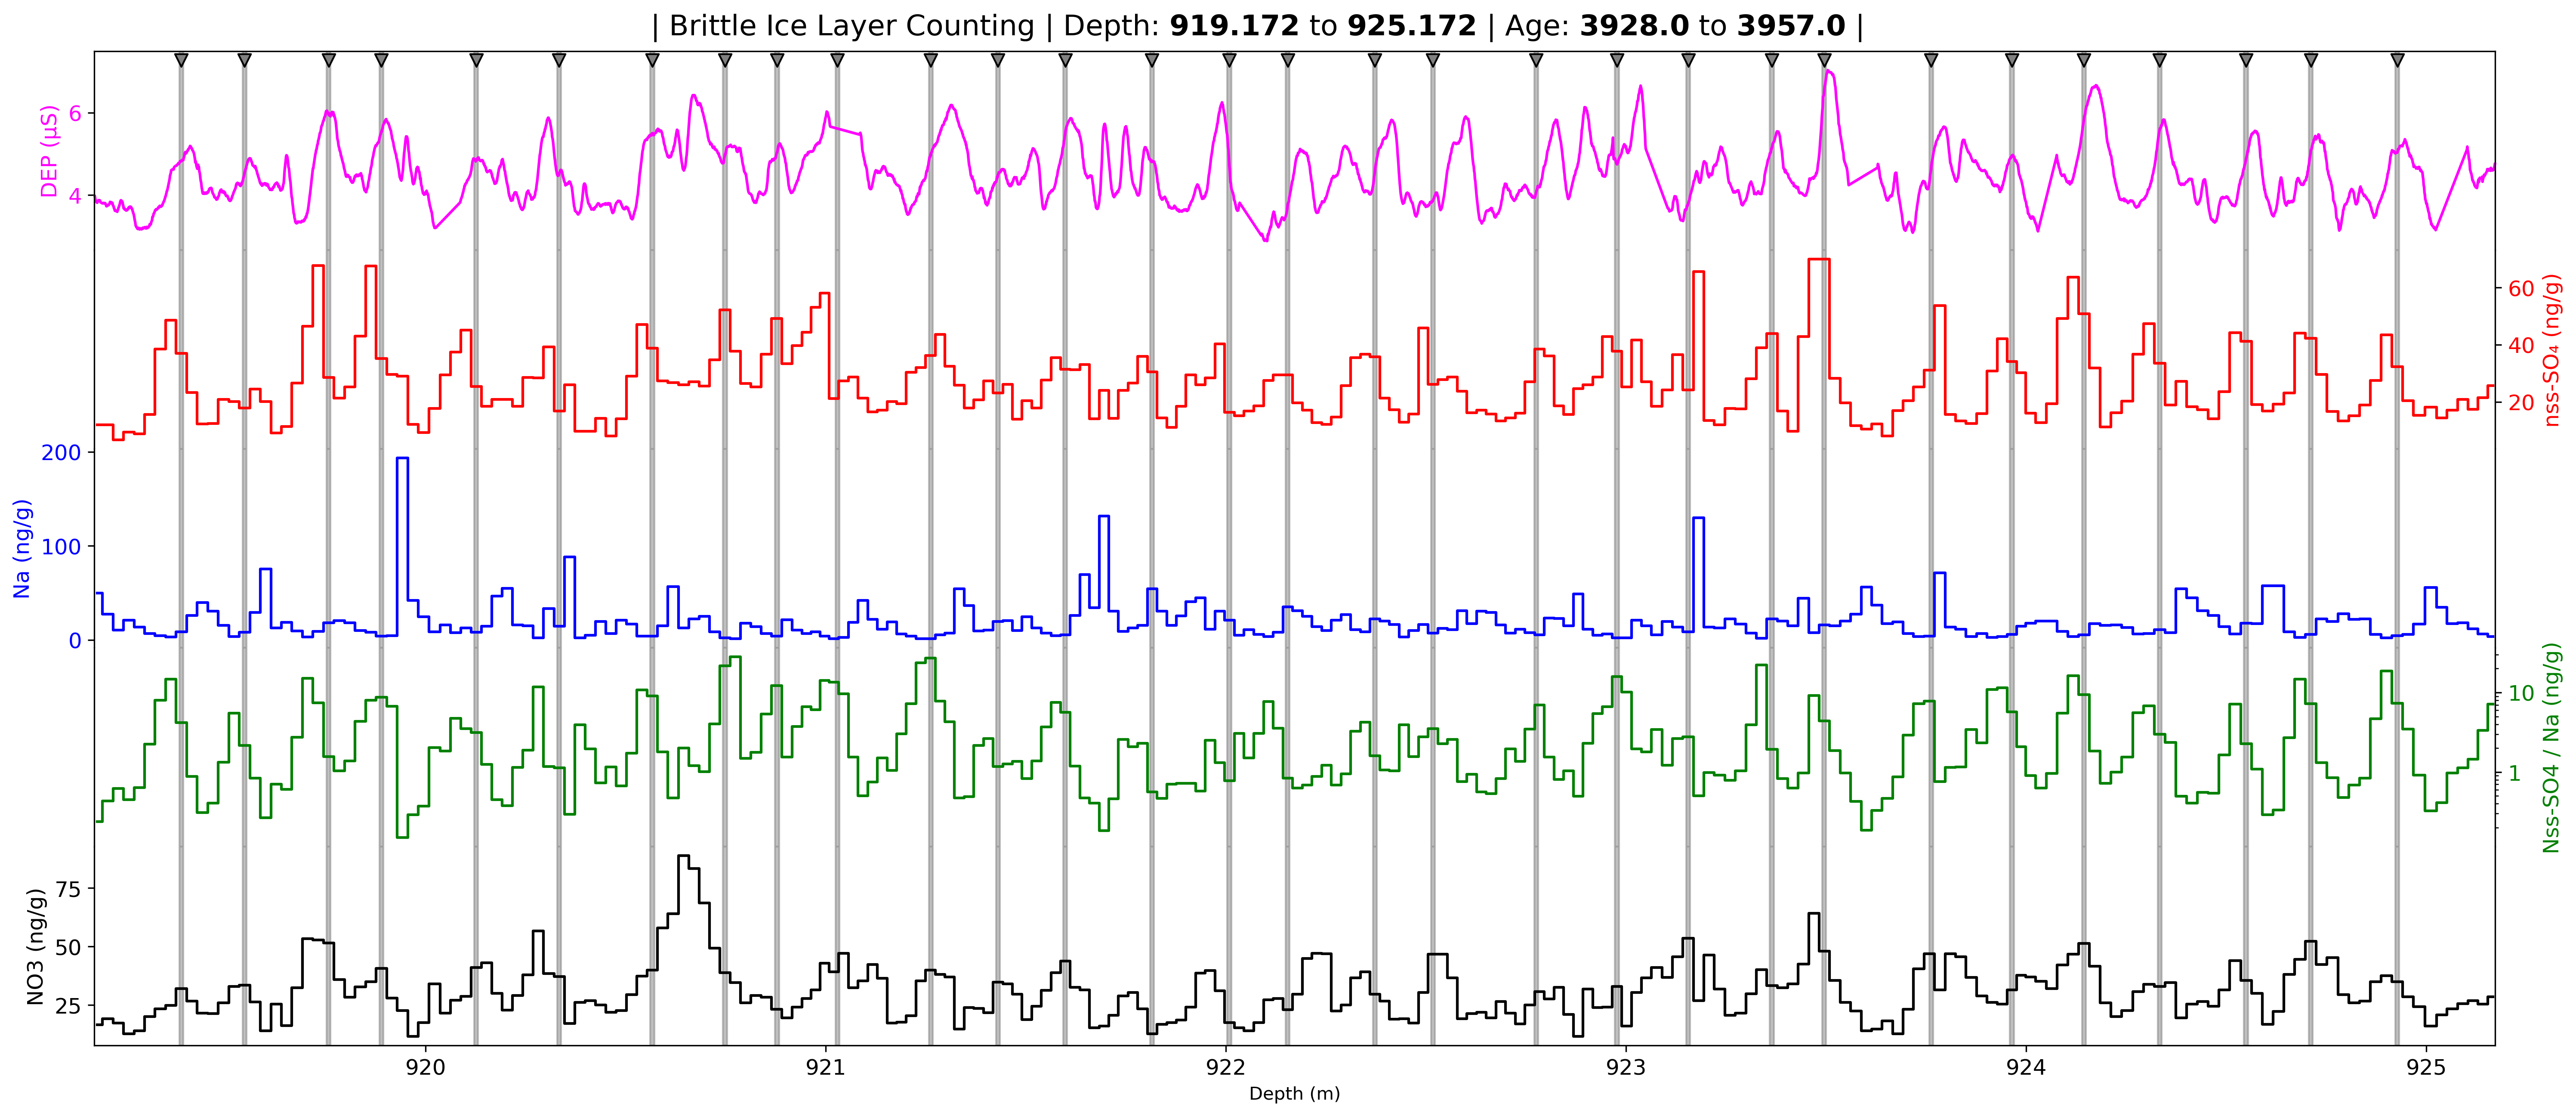 | Brittle Ice Layer Counting | Depth: 919.172 to 925.172 | Age: 3928.0 to 3957.0 |
DEP (μS)
6
4
nss-SO₄ (ng/g)
60
40
20
Na (ng/g)
200
100
0
Nss-SO4 / Na (ng/g)
10
1
NO3 (ng/g)
75
50
25
920 921 922 923 924 925
Depth (m)